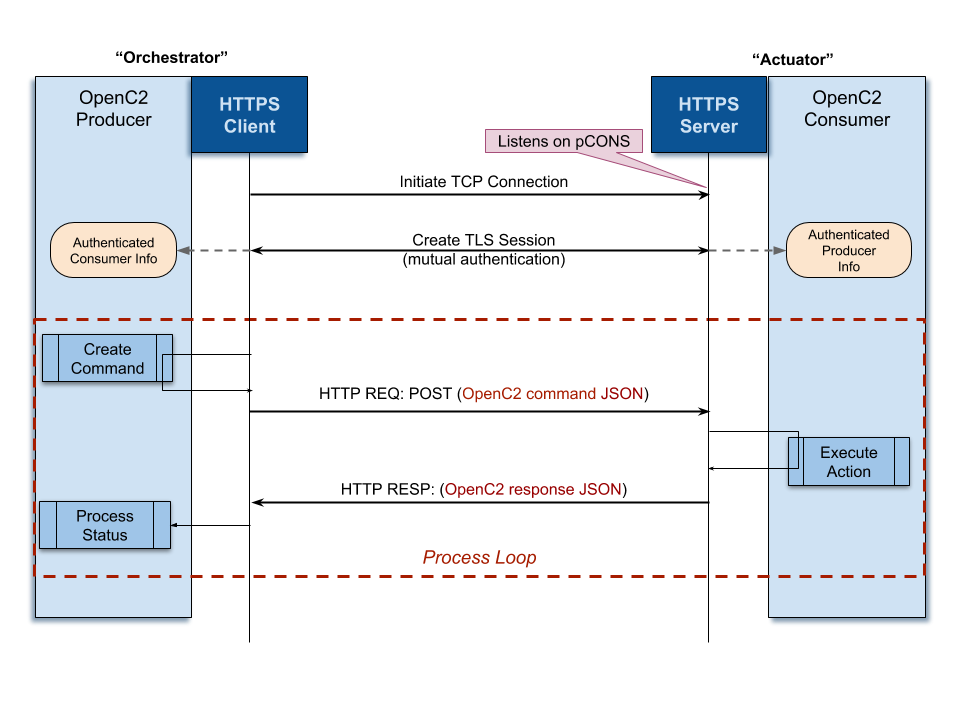 “Orchestrator”
“Actuator”
OpenC2
Producer
HTTPS
Client
HTTPS
Server
OpenC2
Consumer
Listens on pCONS
Initiate TCP Connection
Authenticated
Consumer Info
Create TLS Session
(mutual authentication)
Authenticated
Producer
Info
Create
Command
HTTP REQ: POST (OpenC2 command JSON)
Execute
Action
HTTP RESP: (OpenC2 response JSON)
Process
Status
Process Loop